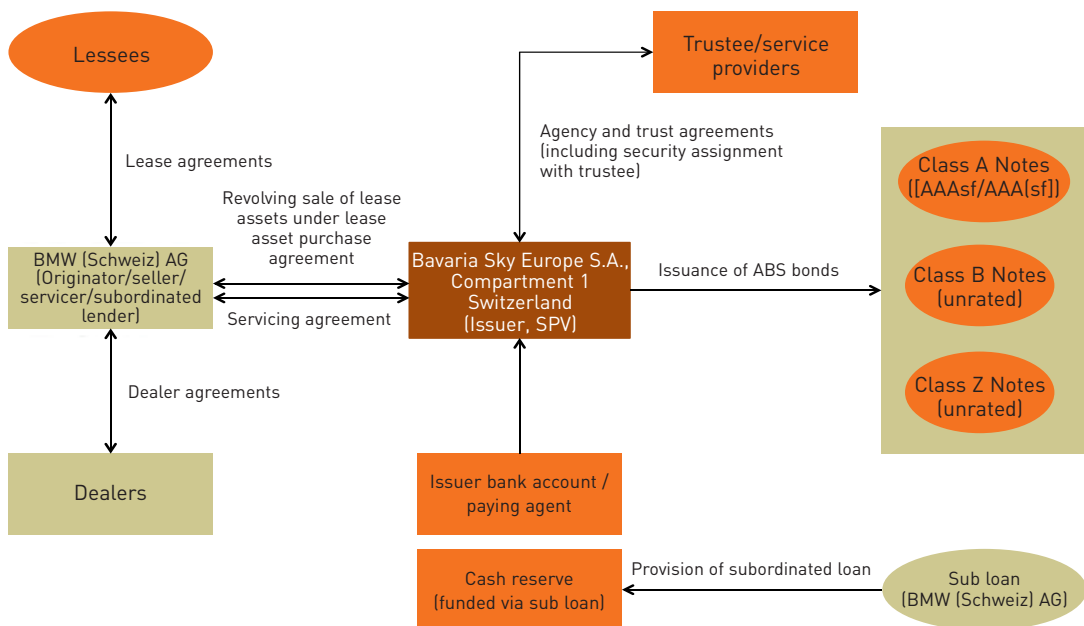 Lessees
Trustee/service
providers
Lease agreements
Agency and trust agreements
(including security assignment
with trustee)
Class A Notes
([AAAsf/AAA(sf])
Revolving sale of lease
assets under lease
asset purchase
agreement
BMW (Schweiz) AG
(Originator/seller/
servicer/subordinated
lender)
Bavaria Sky Europe S.A.,
Compartment 1
Switzerland
(Issuer, SPV)
Issuance of ABS bonds
Class B Notes
(unrated)
Servicing agreement
Class Z Notes
(unrated)
Dealer agreements
Dealers
Issuer bank account /
paying agent
Cash reserve
(funded via sub loan)
Provision of subordinated loan
Sub loan
(BMW (Schweiz) AG)